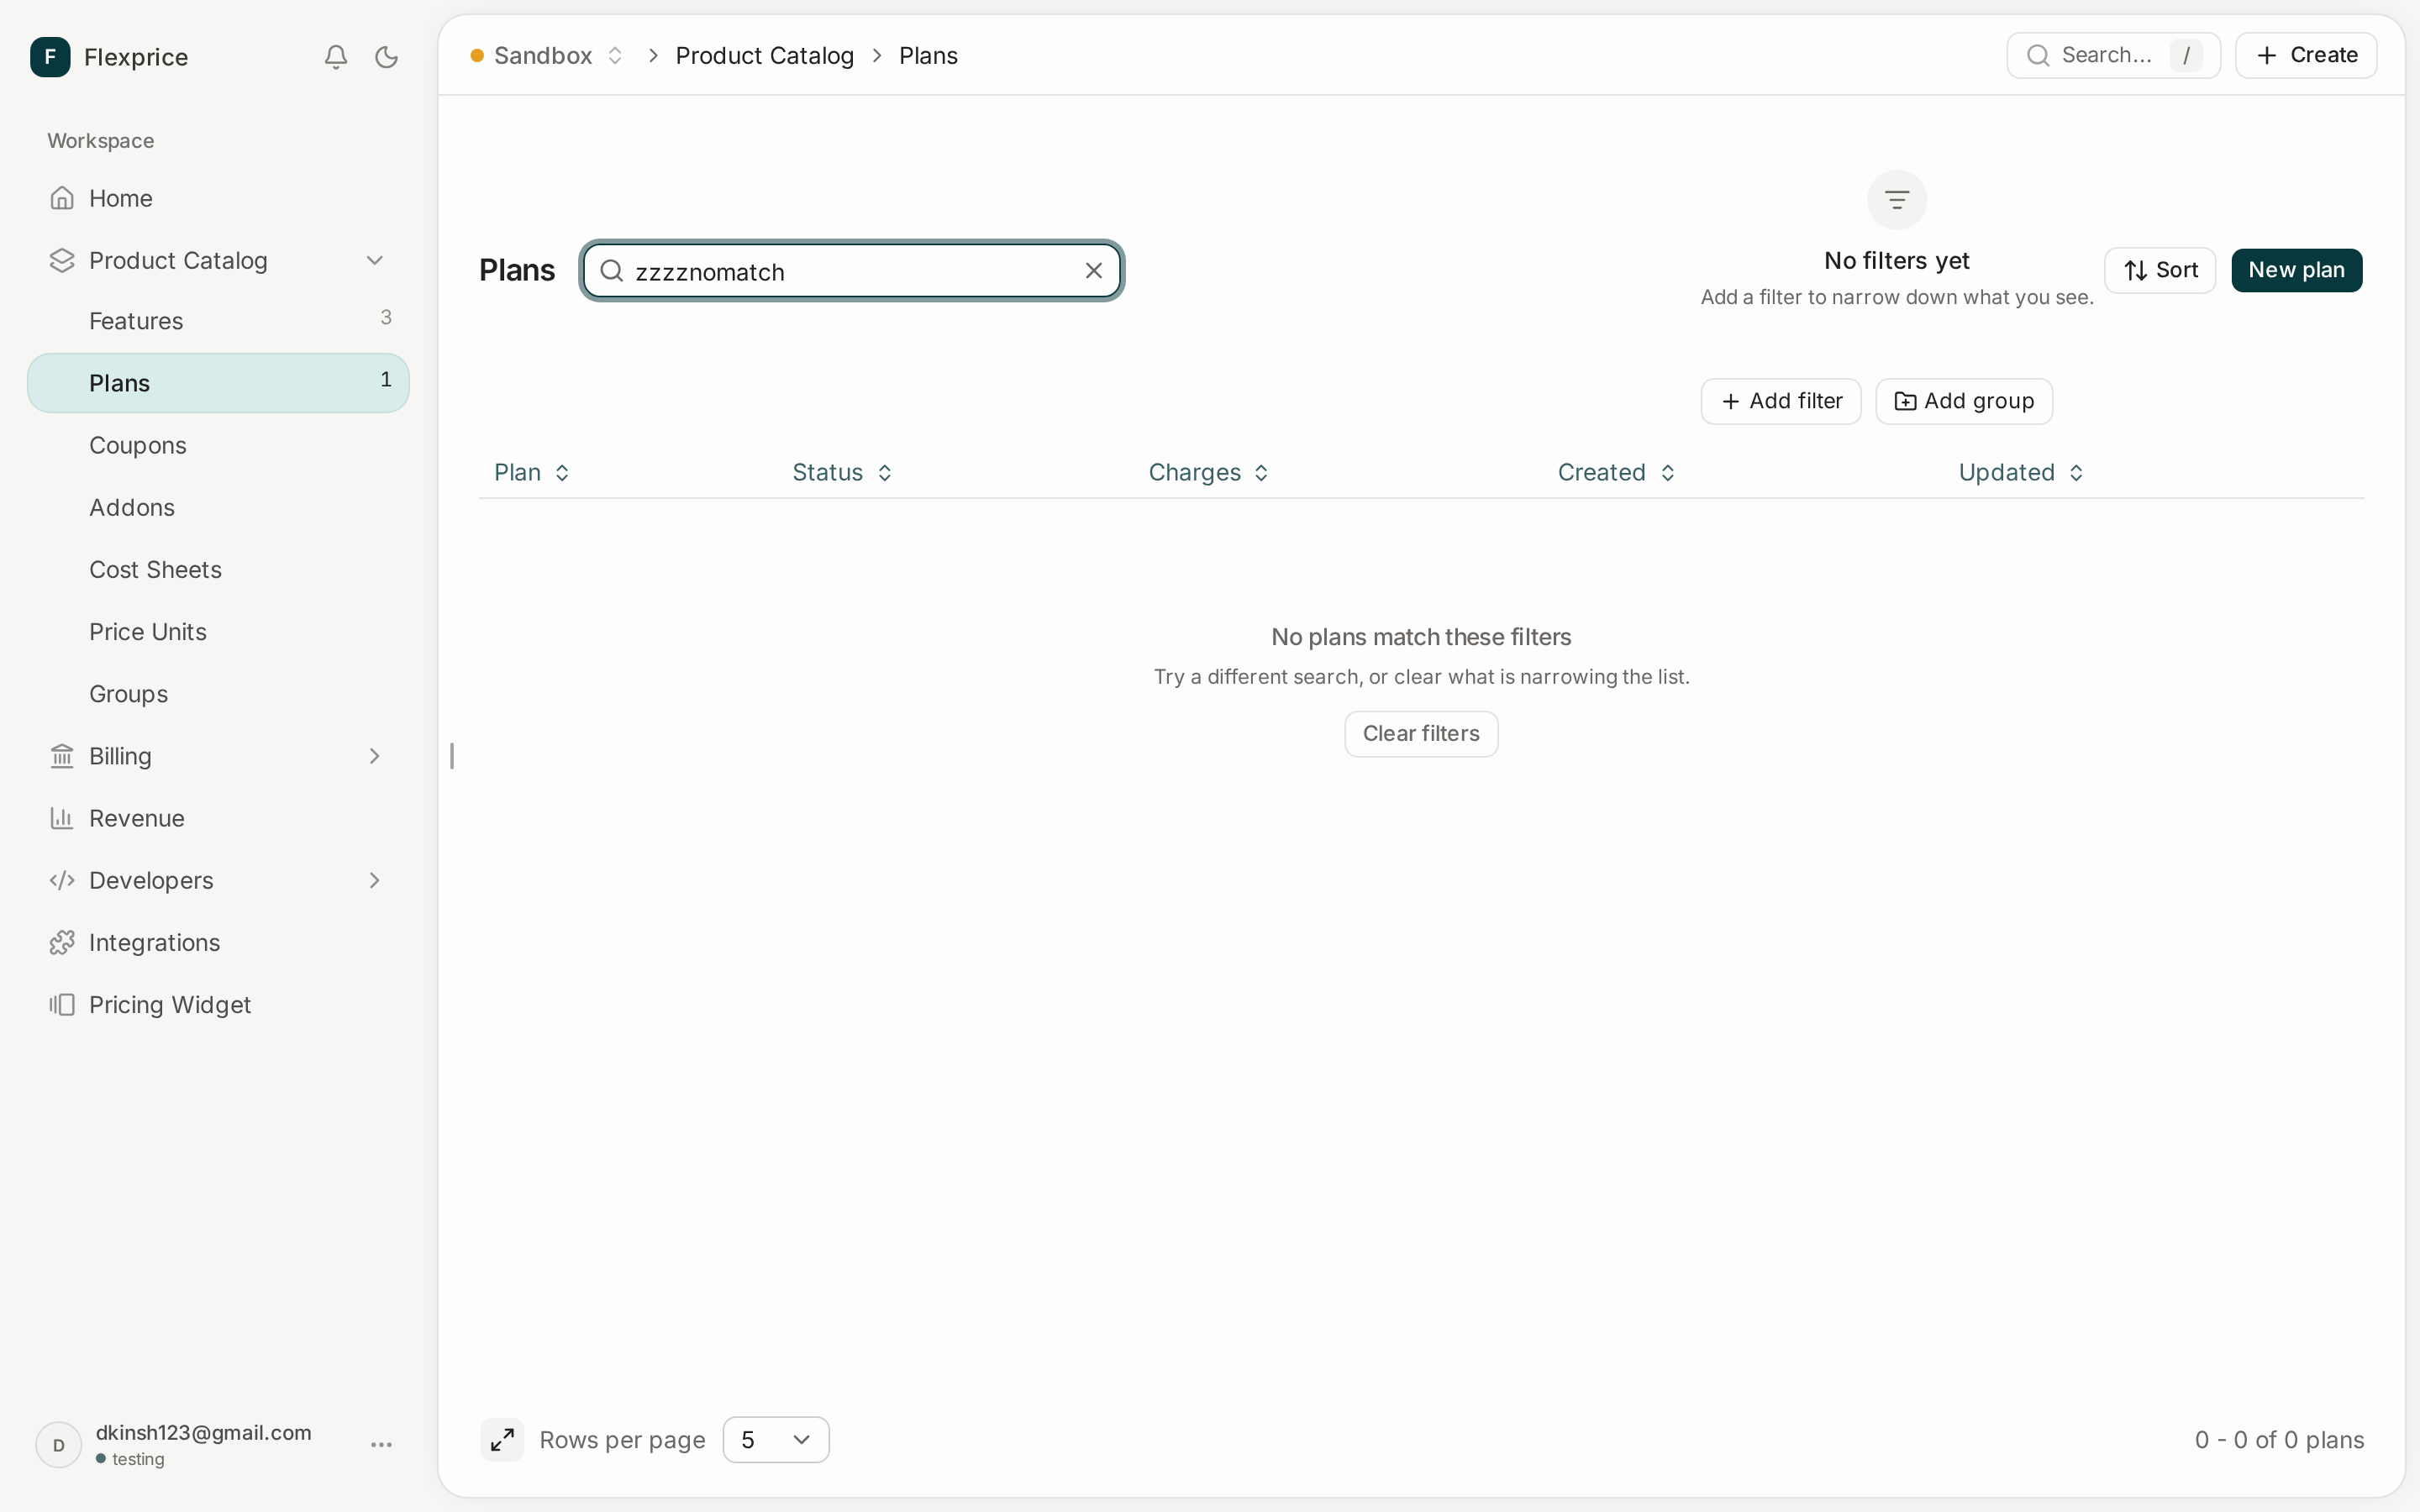 F Flexprice
Sandbox Product Catalog Plans
Search... /
Create
Workspace
Home
Product Catalog
Features 3
Plans 1
Coupons
Addons
Cost Sheets
Price Units
Groups
Billing
Revenue
Developers
Integrations
Pricing Widget
D dkinsh123@gmail.com
testing
Plans
zzzznomatch
No filters yet
Add a filter to narrow down what you see.
Add filter Add group
Sort
New plan
Plan Status Charges Created Updated
No plans match these filters
Try a different search, or clear what is narrowing the list.
Clear filters
Rows per page 5
0 - 0 of 0 plans